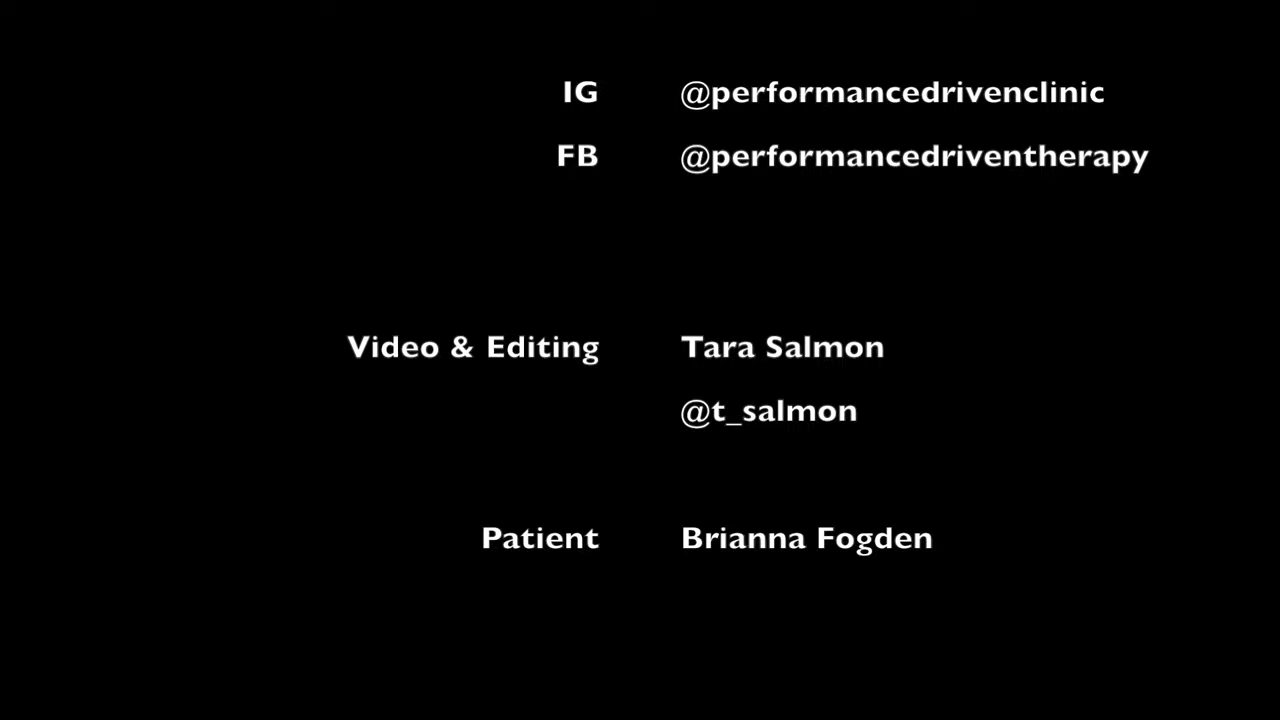 IG @performancedrivenclinic
FB @performancedriventherapy
Video & Editing Tara Salmon
@t_salmon
Patient Brianna Fogden